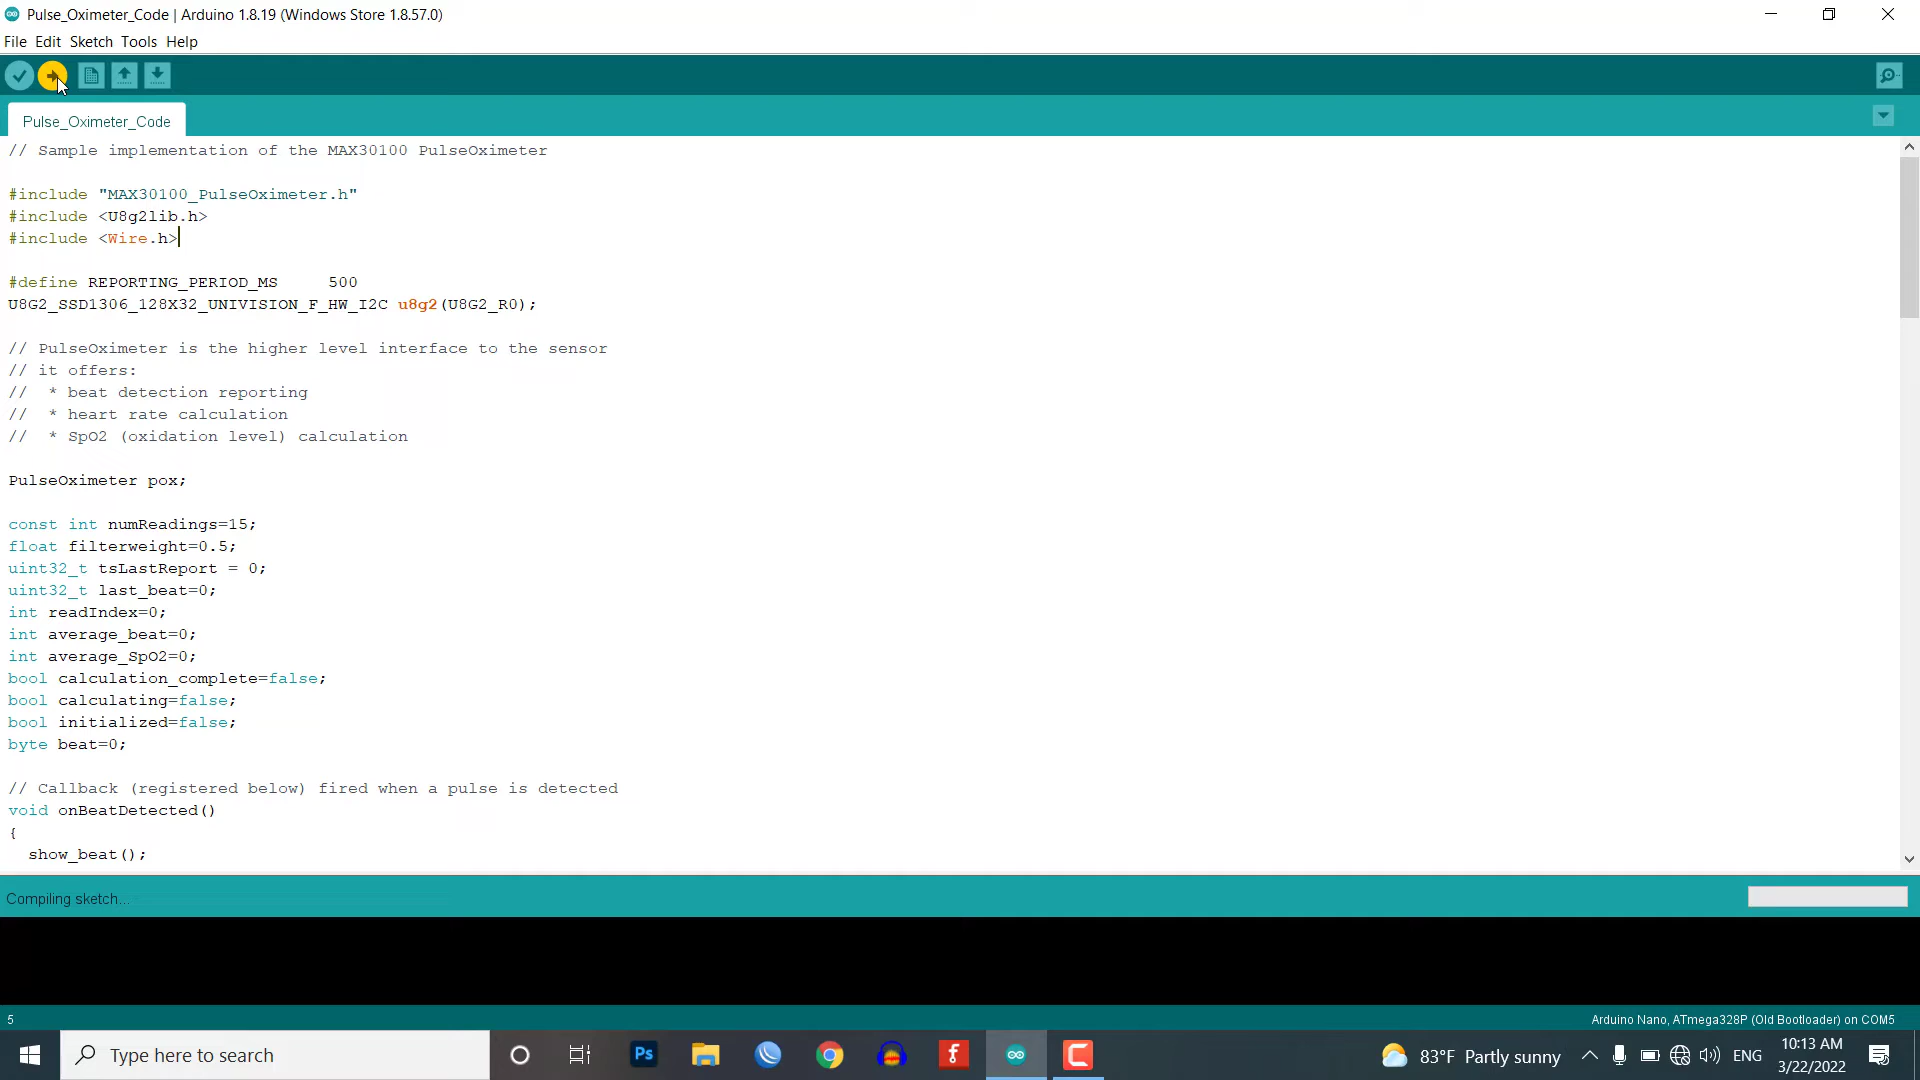 Pulse_Oximeter_Code | Arduino 1.8.19 (Windows Store 1.8.57.0)
File Edit Sketch Tools Help
Pulse_Oximeter_Code
// Sample implementation of the MAX30100 PulseOximeter
#include "MAX30100_PulseOximeter.h"
#include <U8g2lib.h>
#include <Wire.h>
#define REPORTING_PERIOD_MS     500
U8G2_SSD1306_128X32_UNIVISION_F_HW_I2C u8g2(U8G2_R0);
// PulseOximeter is the higher level interface to the sensor
// it offers:
//  * beat detection reporting
//  * heart rate calculation
//  * SpO2 (oxidation level) calculation
PulseOximeter pox;
const int numReadings=15;
float filterweight=0.5;
uint32_t tsLastReport = 0;
uint32_t last_beat=0;
int readIndex=0;
int average_beat=0;
int average_SpO2=0;
bool calculation_complete=false;
bool calculating=false;
bool initialized=false;
byte beat=0;
// Callback (registered below) fired when a pulse is detected
void onBeatDetected()
{
  show_beat();
Compiling sketch...
5
Arduino Nano, ATmega328P (Old Bootloader) on COM5
Type here to search
Ps
83°F Partly sunny
ENG
10:13 AM
3/22/2022